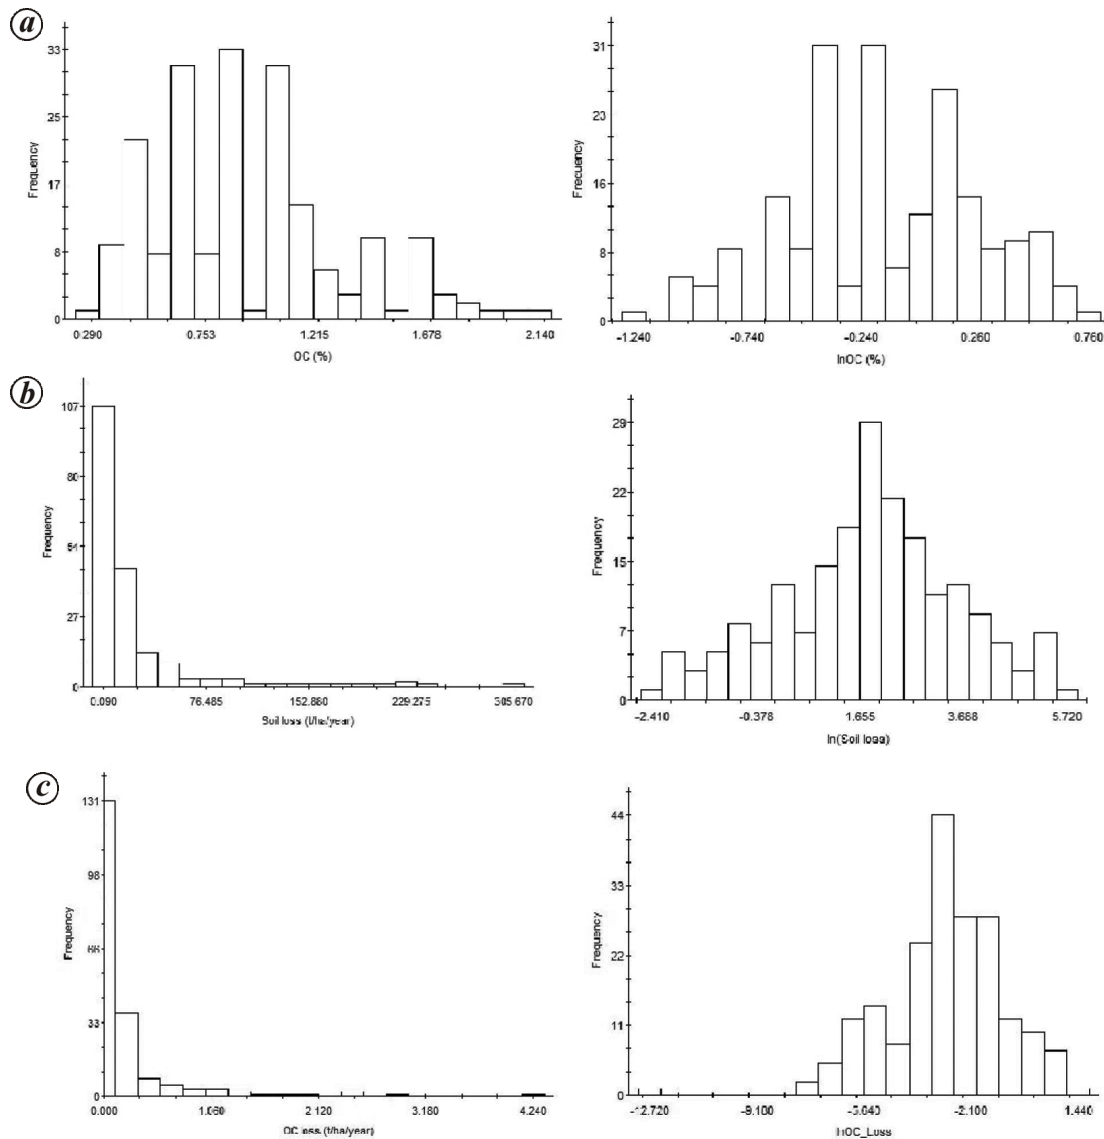 a
33
25
17
8
0
Frequency
0.290 0.753 1.215 1.678 2.140
OC (%)
31
23
16
8
0
Frequency
-1.240 -0.740 -0.240 0.260 0.760
lnOC (%)
b
107
80
54
27
0
Frequency
0.090 76.485 152.860 229.275 305.670
Soil loss (t/ha/year)
29
22
15
7
0
Frequency
-2.410 -0.378 1.655 3.688 5.720
ln(Soil loss)
c
131
98
66
33
0
Frequency
0.000 1.060 2.120 3.180 4.240
OC loss (t/ha/year)
44
33
22
11
0
Frequency
-12.720 -9.100 -5.640 -2.100 1.440
lnOC_Loss